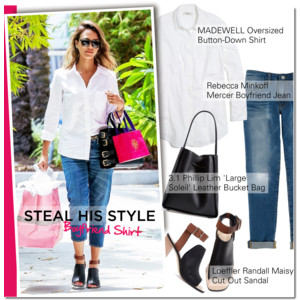 MADEWELL Oversized
Button-Down Shirt
Rebecca Minkoff
Mercer Boyfriend Jean
3.1 Phillip Lim 'Large
Soleil' Leather Bucket Bag
STEAL HIS STYLE
Boyfriend Shirt
Loeffler Randall Maisy
Cut Out Sandal